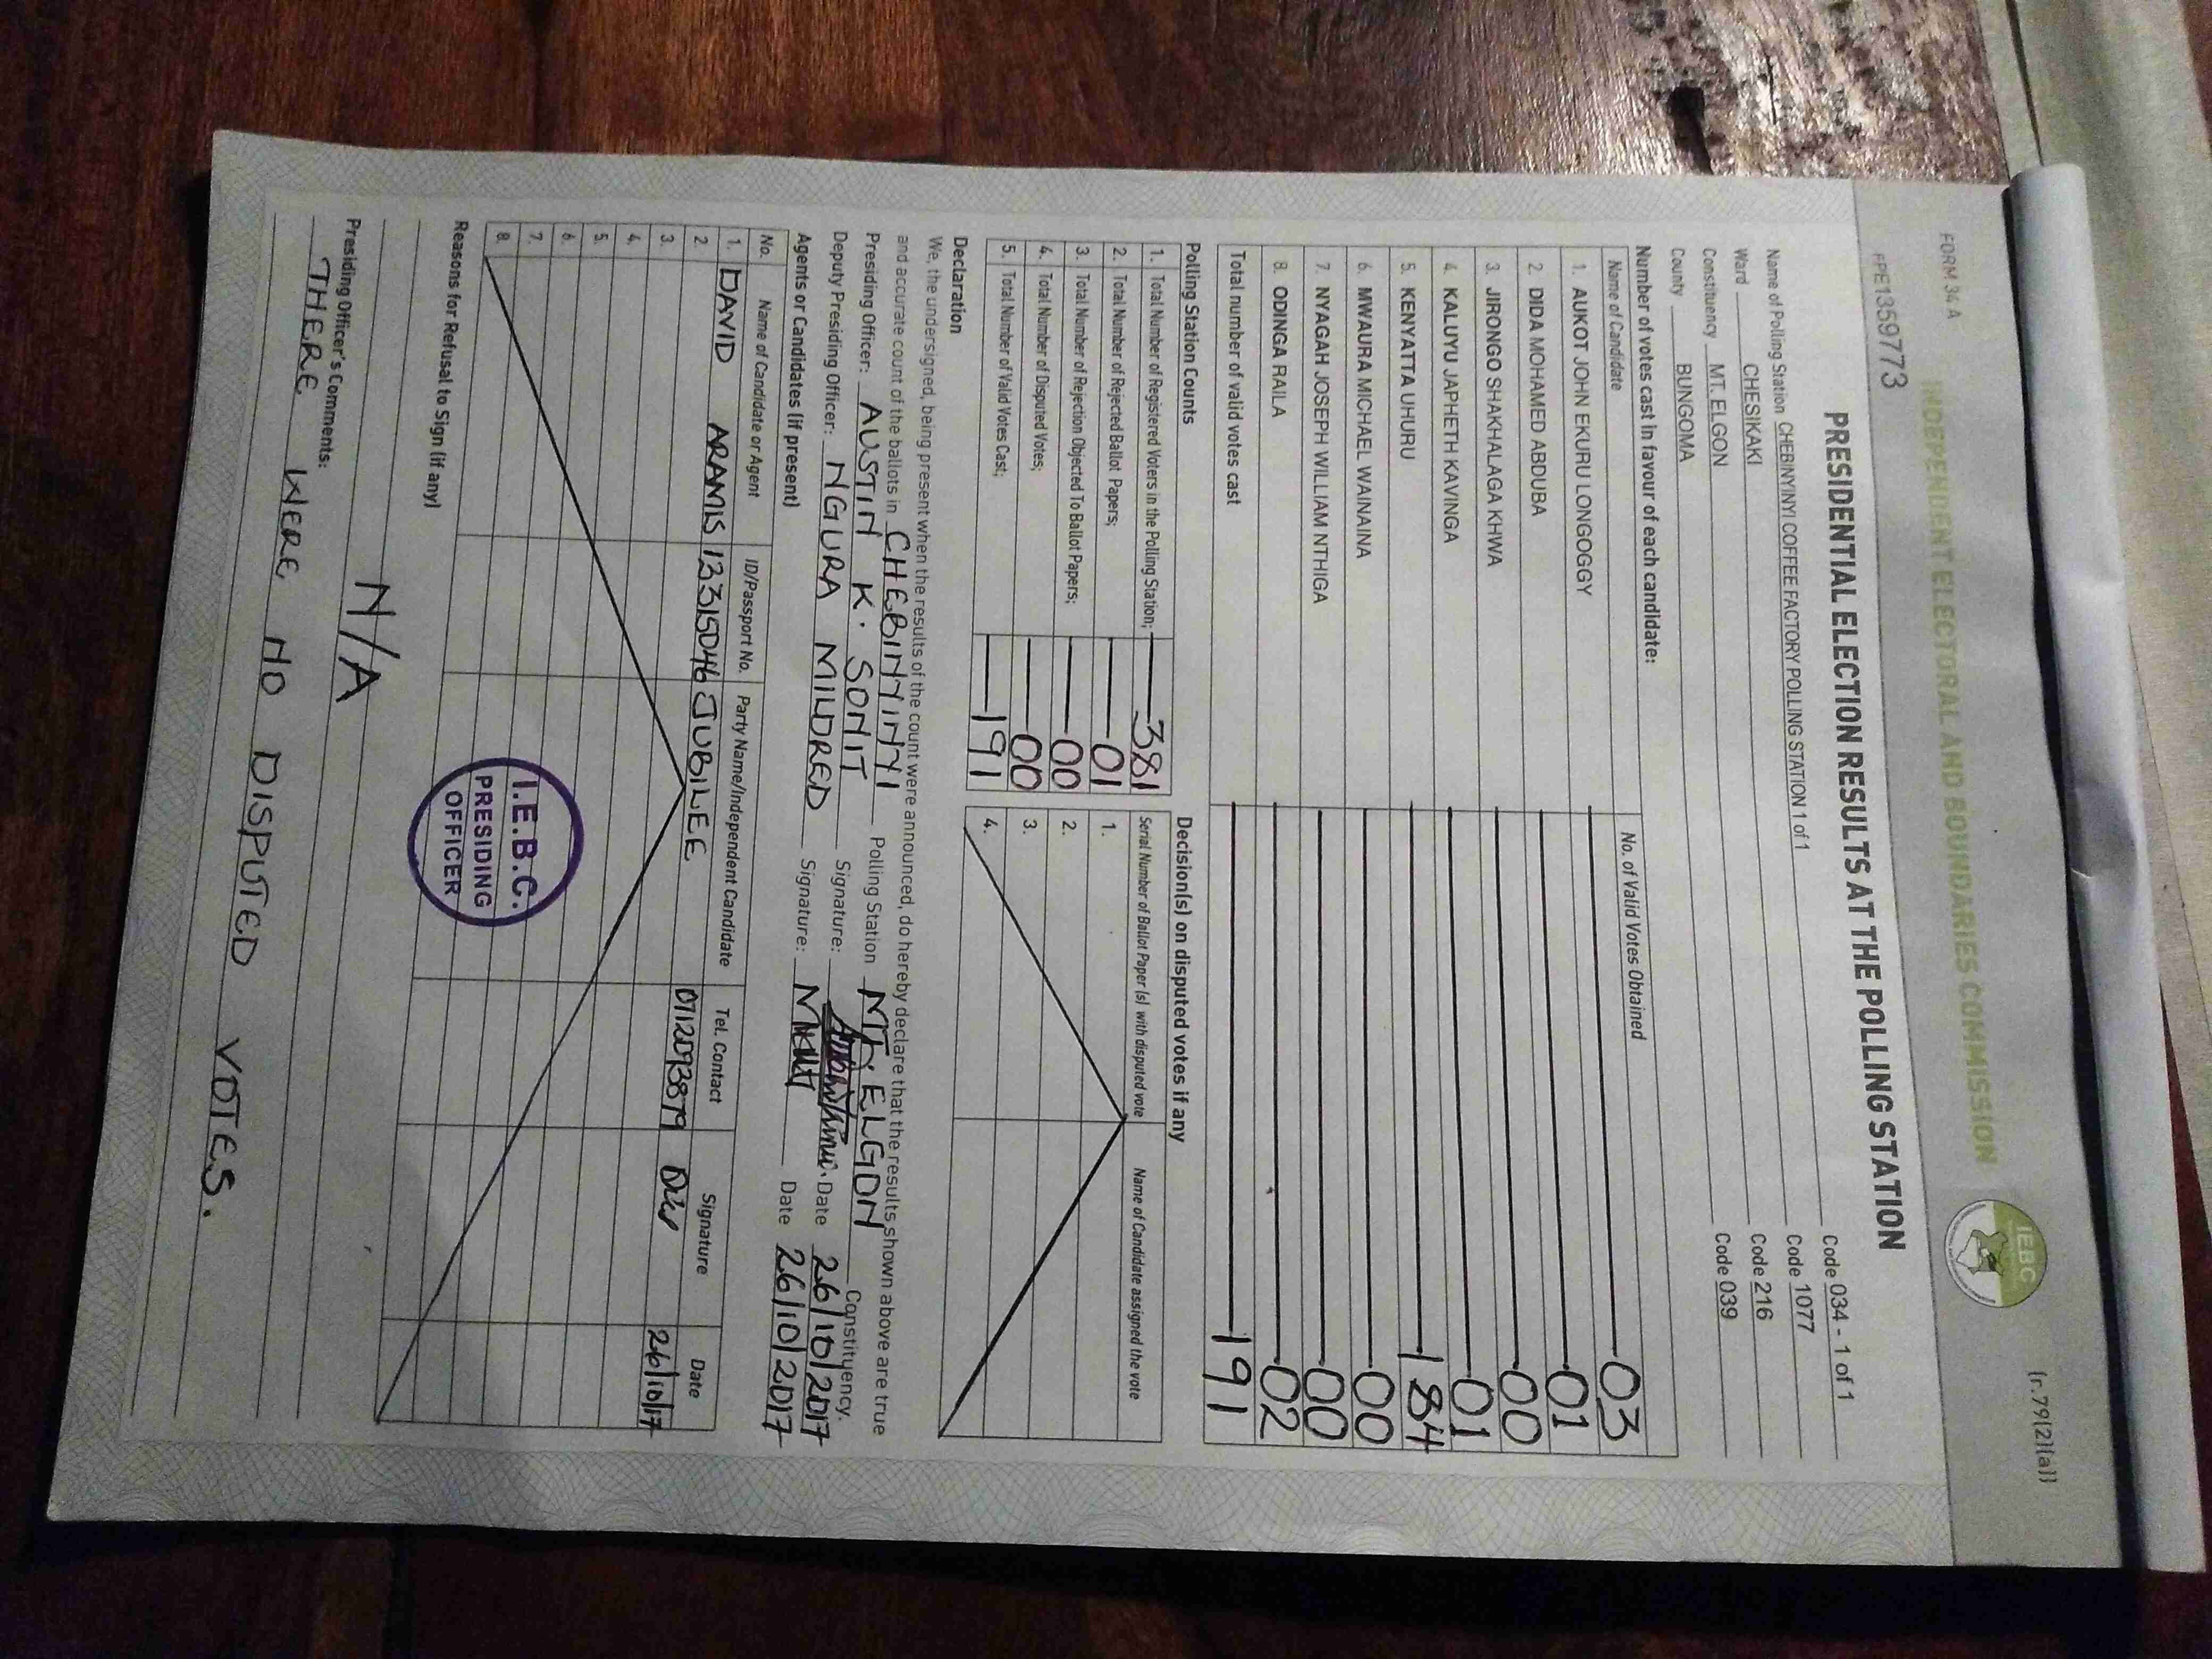 FORM 34 A
(r.79(2)(a))
INDEPENDENT ELECTORAL AND BOUNDARIES COMMISSION
IEBC
PRESIDENTIAL ELECTION RESULTS AT THE POLLING STATION
Name of Polling Station CHEBINYINYI COFFEE FACTORY POLLING STATION 1 of 1 Code 034 - 1 of 1
Ward CHESIKAKI Code 1077
Constituency MT. ELGON Code 216
County BUNGOMA Code 039
Number of votes cast in favour of each candidate:
Name of Candidate No. of Valid Votes Obtained
1. AUKOT JOHN EKURU LONGOGGY 03
2. DIDA MOHAMED ABDUBA 01
3. JIRONGO SHAKHALAGA KHWA 00
4. KALUYU JAPHETH KAVINGA 01
5. KENYATTA UHURU 184
6. MWAURA MICHAEL WAINAINA 00
7. NYAGAH JOSEPH WILLIAM NTHIGA 00
8. ODINGA RAILA 02
Total number of valid votes cast 191
Polling Station Counts
1. Total Number of Registered Voters in the Polling Station; 381
2. Total Number of Rejected Ballot Papers; 01
3 Total Number of Rejection Objected To Ballot Papers; 00
4. Total Number of Disputed Votes; 00
5. Total Number of Valid Votes Cast; 191
Decision(s) on disputed votes if any
Serial Number of Ballot Paper (s) with disputed vote Name of Candidate assigned the vote
1.
2.
3.
4.
Declaration
We, the undersigned, being present when the results of the count were announced, do hereby declare that the results shown above are true
and accurate count of the ballots in CHEBINYINYI Polling Station MT. ELGON Constituency.
Presiding Officer: AUSTIN K. SONIT Signature: Date 26/10/2017
Deputy Presiding Officer: NGURA MILDRED Signature: Date 26/10/2017
Agents or Candidates (if present)
No. Name of Candidate or Agent ID/Passport No. Party Name/Independent Candidate Tel. Contact Signature Date
1. DAVID ARAMIS 13315046 JUBILEE 0712093879 26/10/17
2.
3.
4.
5.
6.
7.
8.
I.E.B.C.
PRESIDING
OFFICER
Reasons for Refusal to Sign (if any)
N/A
Presiding Officer's Comments:
THERE WERE NO DISPUTED VOTES.